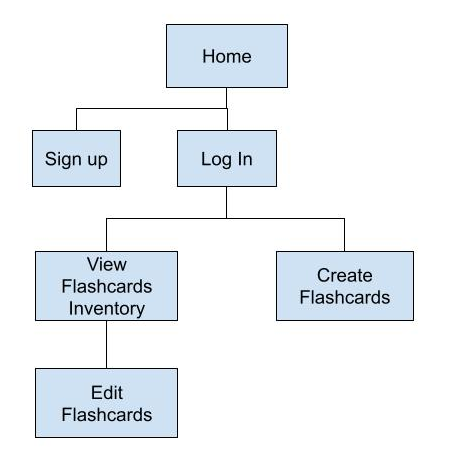 Home
Sign up
Log In
View
Flashcards
Inventory
Create
Flashcards
Edit
Flashcards